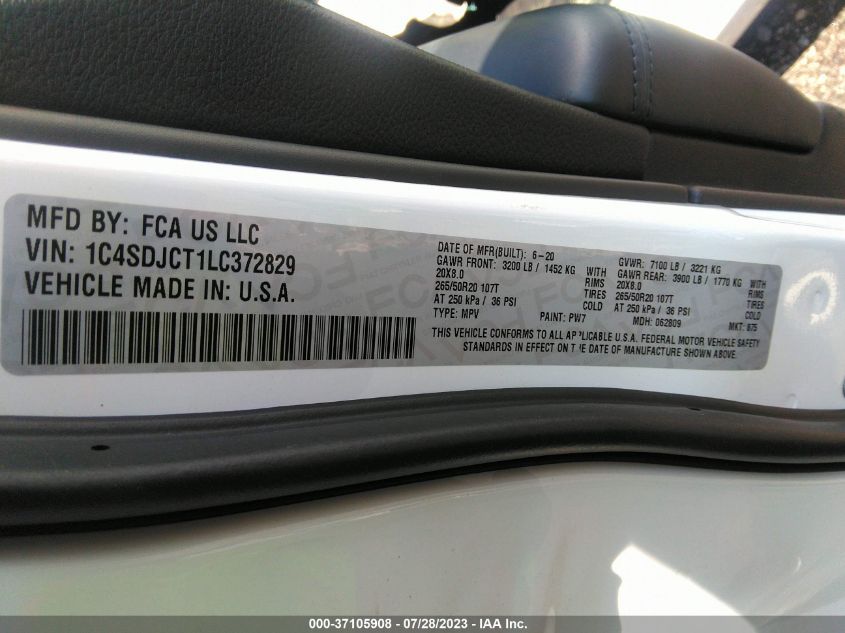 MFD BY: FCA US LLC
VIN: 1C4SDJCT1LC372829
VEHICLE MADE IN: U.S.A.
DATE OF MFR(BUILT): 6-20 GVWR: 7100 LB / 3221 KG
GAWR FRONT: 3200 LB / 1452 KG WITH GAWR REAR: 3900 LB / 1770 KG WITH
20X8.0 RIMS 20X8.0 RIMS
265/50R20 107T TIRES 265/50R20 107T TIRES
AT 250 kPa / 36 PSI COLD AT 250 kPa / 36 PSI COLD
TYPE: MPV PAINT: PW7 MDH: 062809 MKT: 875
THIS VEHICLE CONFORMS TO ALL APPLICABLE U.S.A. FEDERAL MOTOR VEHICLE SAFETY
STANDARDS IN EFFECT ON THE DATE OF MANUFACTURE SHOWN ABOVE.
000-37105908 - 07/28/2023 - IAA Inc.